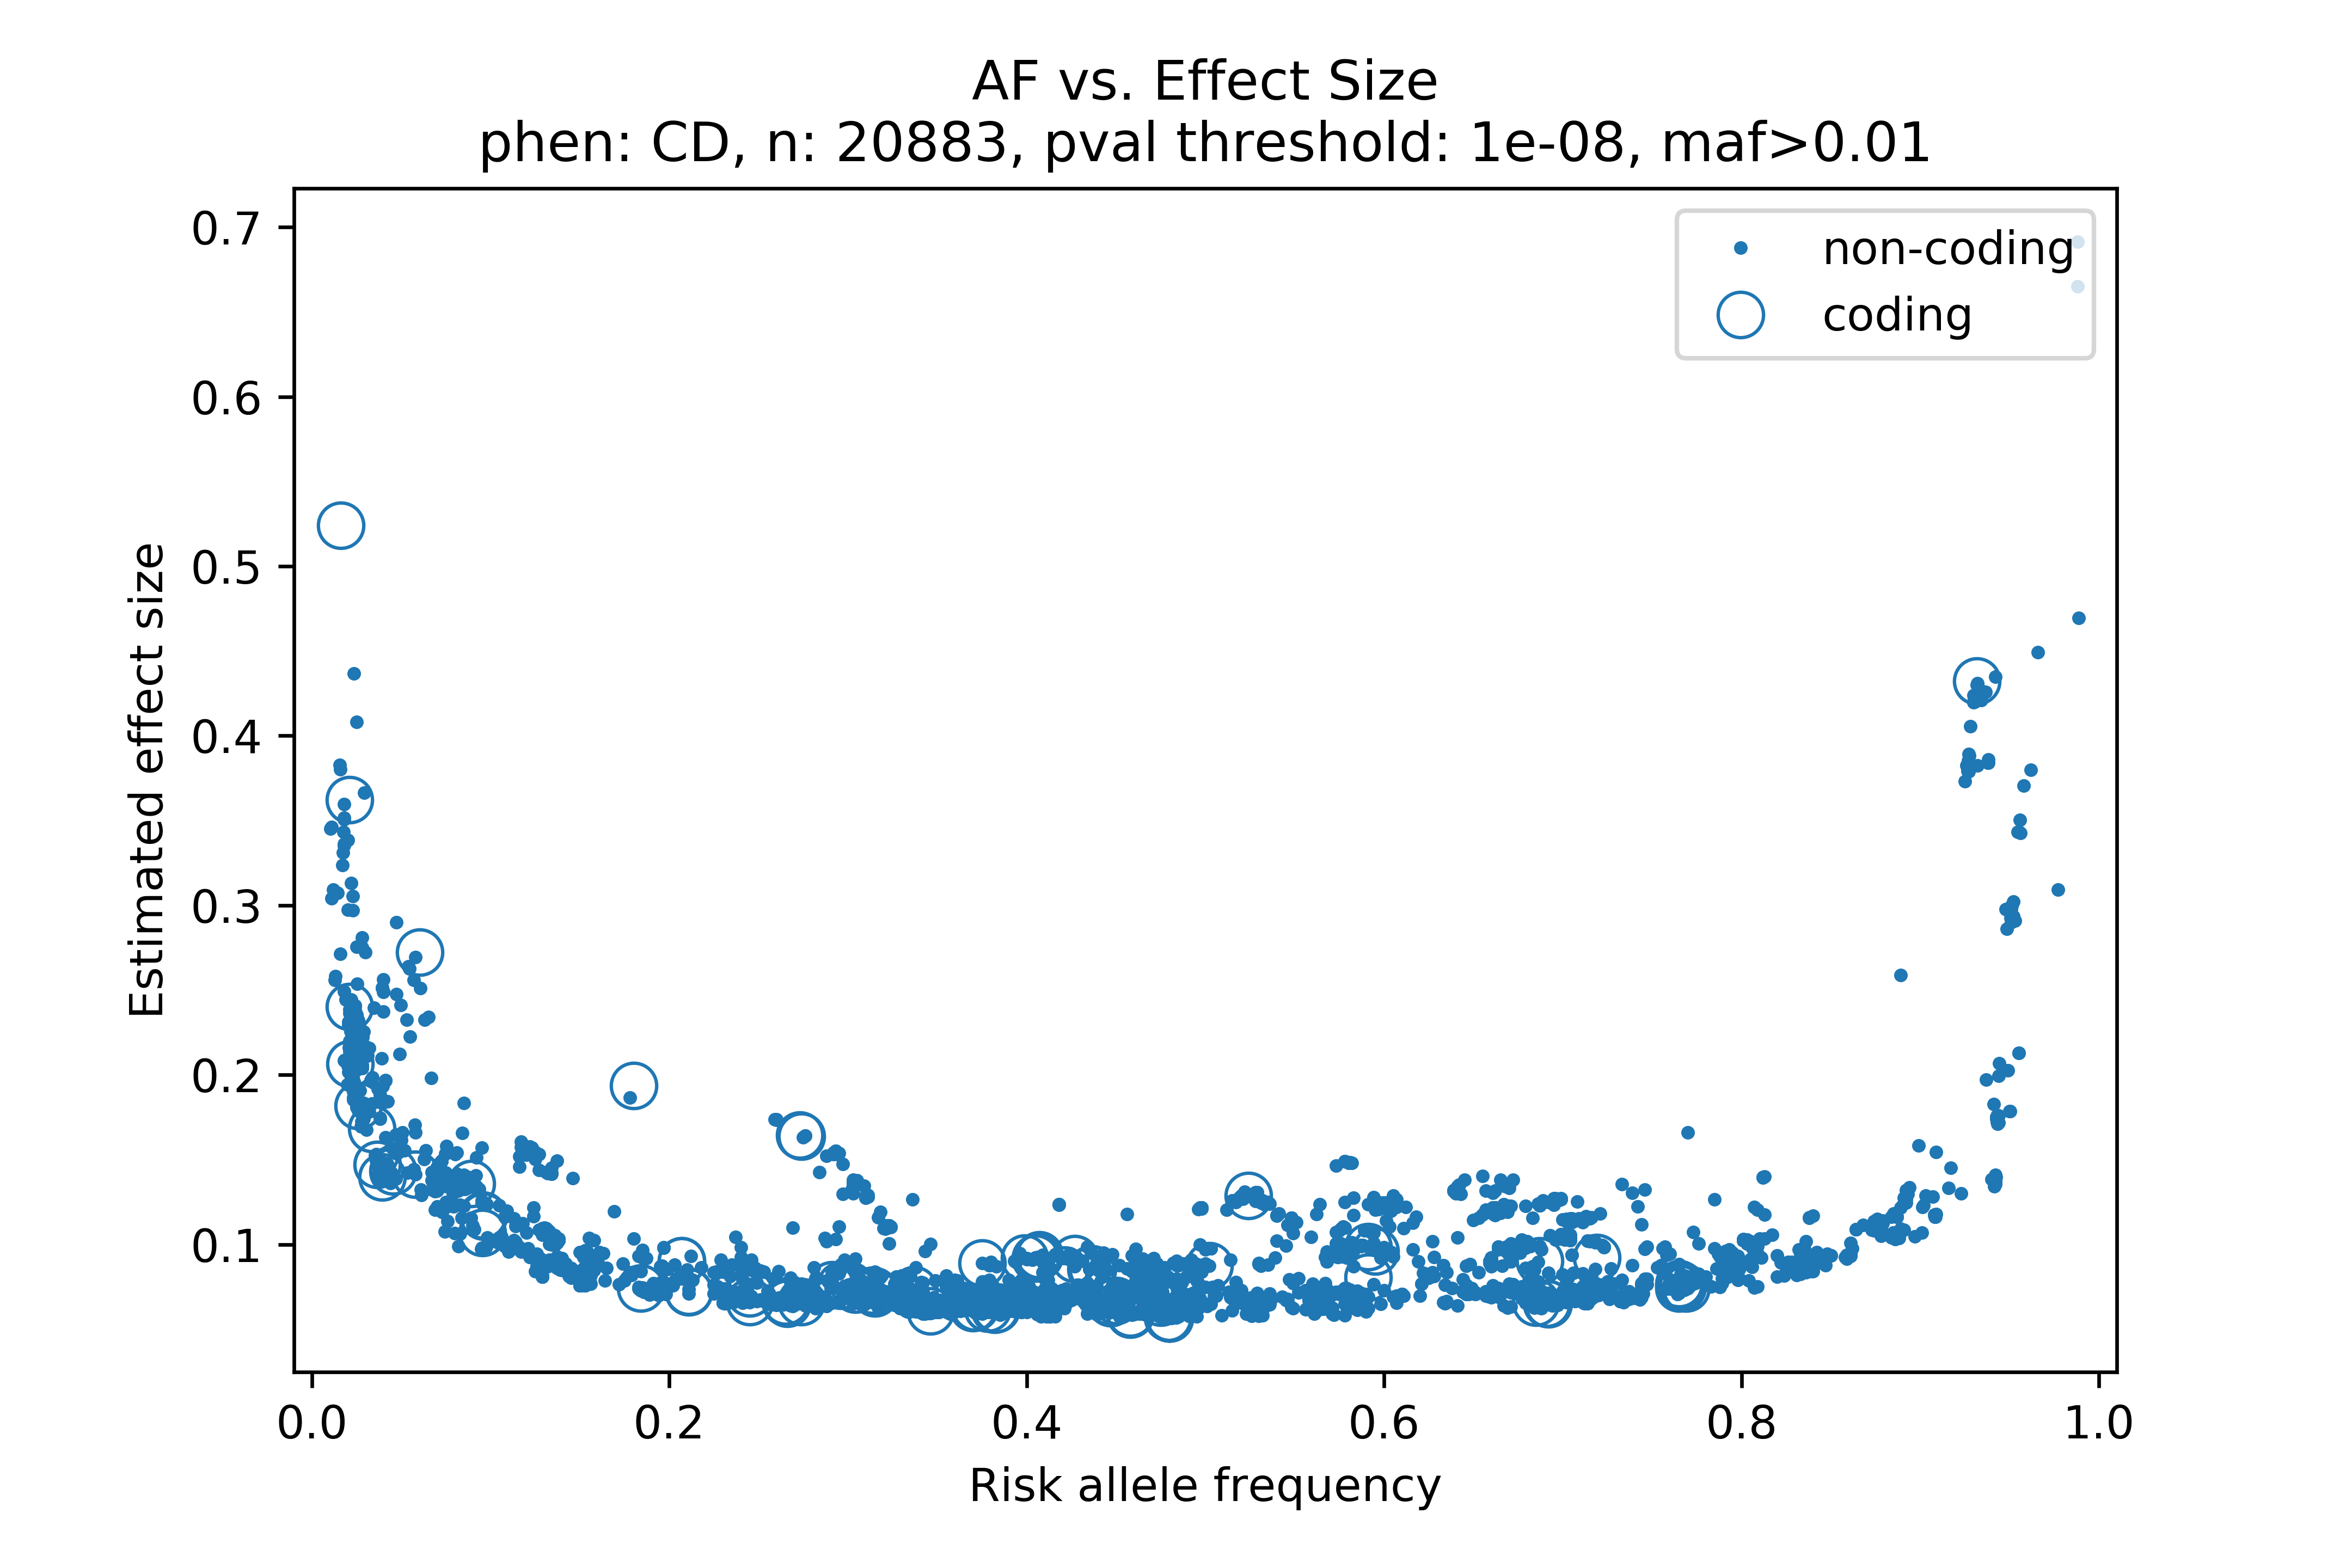 AF vs. Effect Size
phen: CD, n: 20883, pval threshold: 1e-08, maf>0.01
non-coding
coding
0.7
0.6
0.5
0.4
0.3
0.2
0.1
Estimated effect size
0.0 0.2 0.4 0.6 0.8 1.0
Risk allele frequency